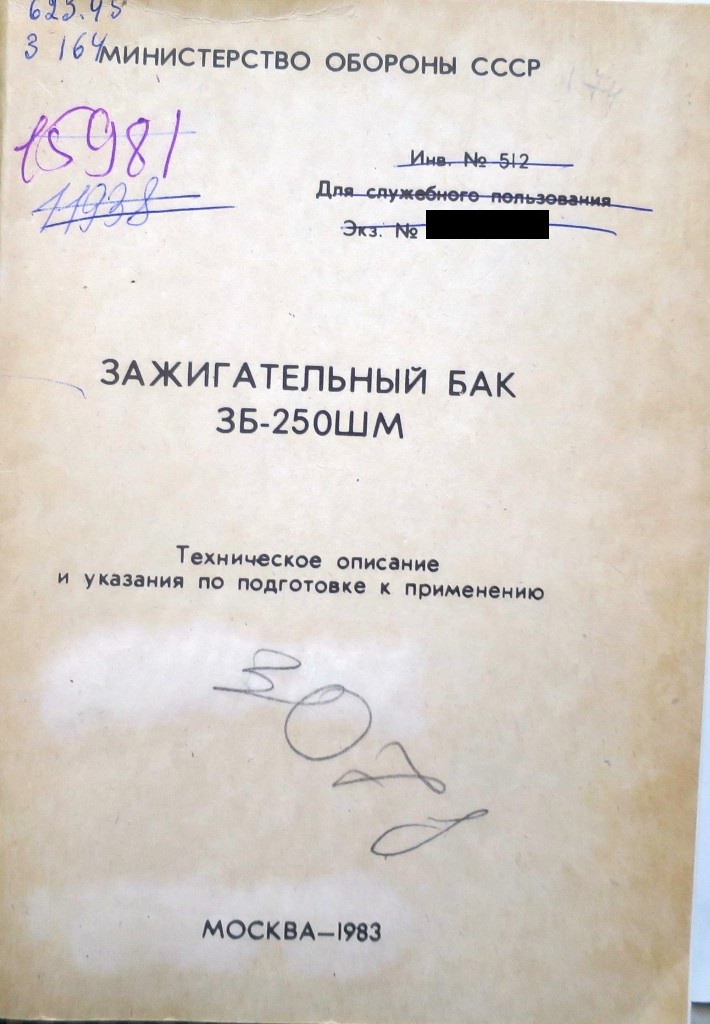 623.45
З 164
МИНИСТЕРСТВО ОБОРОНЫ СССР
15981
11938
Инв. № 512
Для служебного пользования
Экз. №
ЗАЖИГАТЕЛЬНЫЙ БАК
ЗБ-250ШМ
Техническое описание
и указания по подготовке к применению
МОСКВА—1983